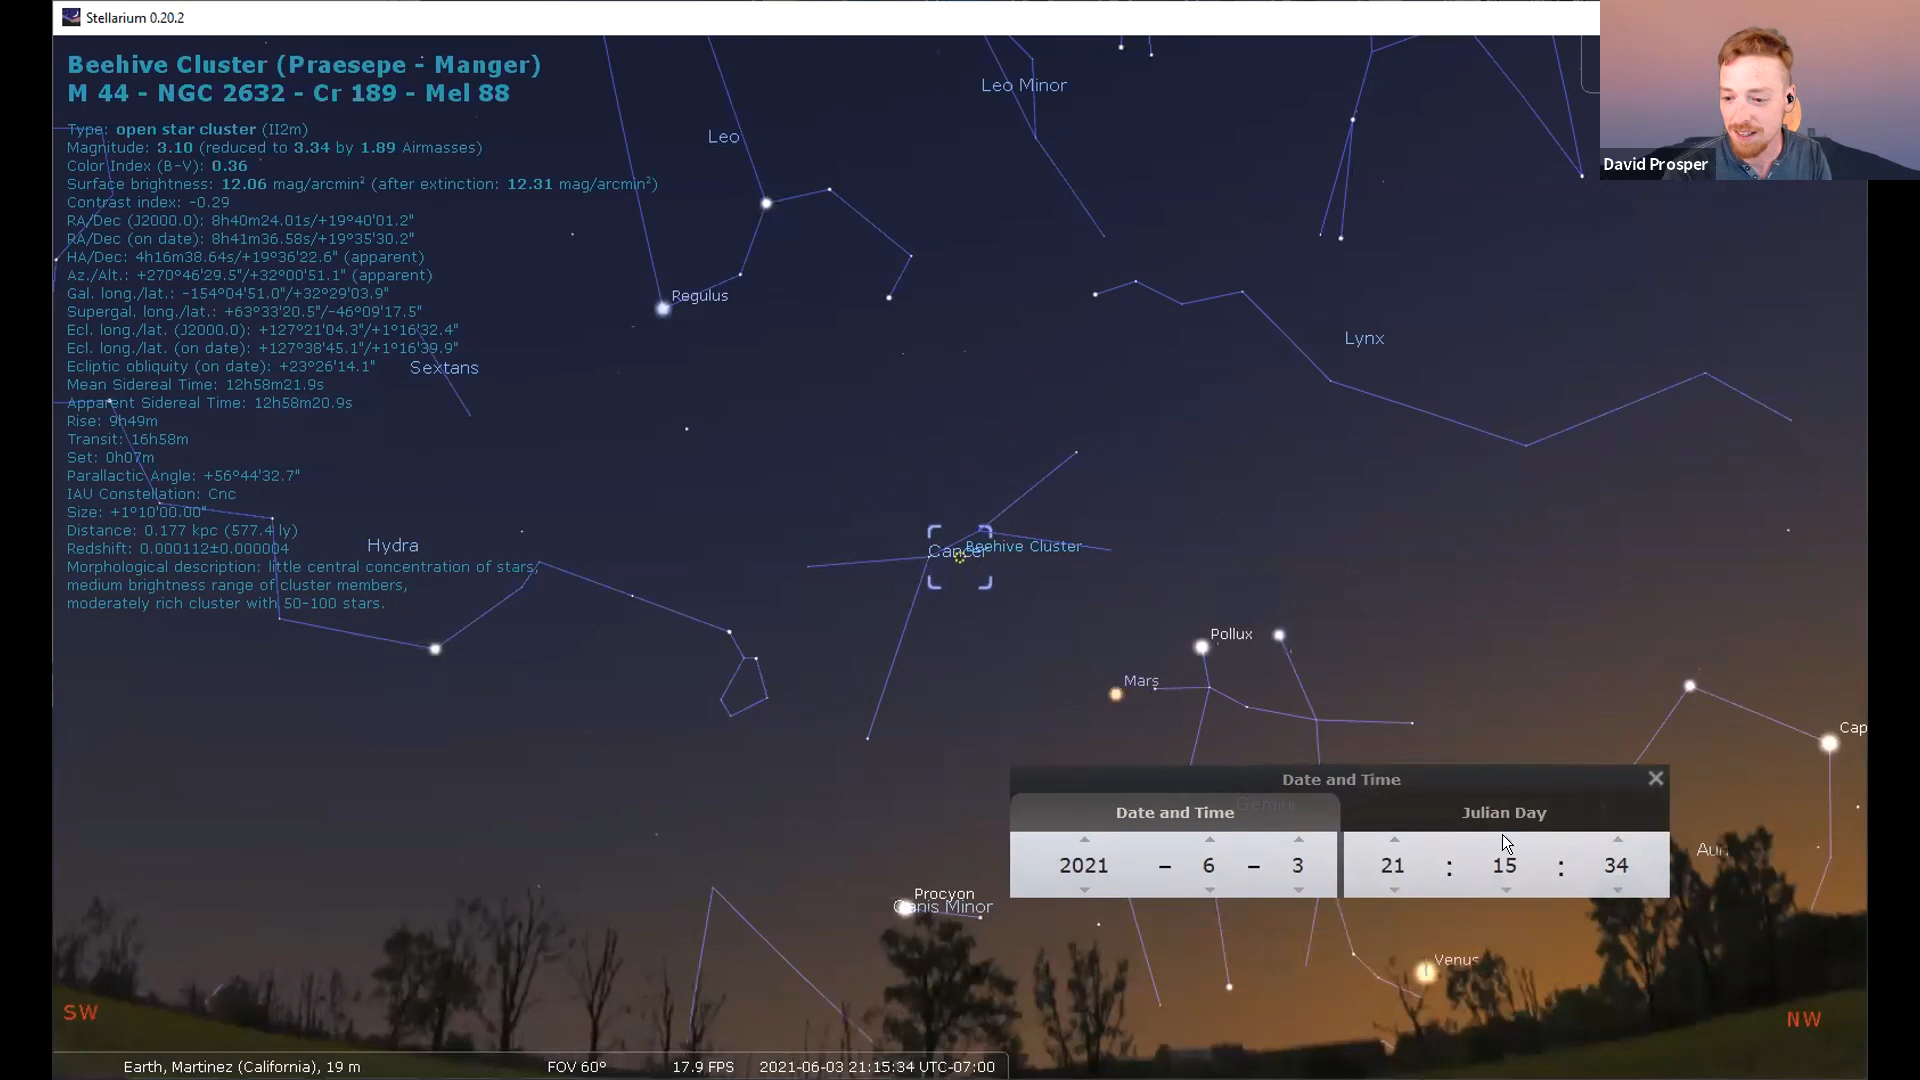 Stellarium 0.20.2
Beehive Cluster (Praesepe - Manger)
M 44 - NGC 2632 - Cr 189 - Mel 88
Type: open star cluster (II2m)
Magnitude: 3.10 (reduced to 3.34 by 1.89 Airmasses)
Color Index (B-V): 0.36
Surface brightness: 12.06 mag/arcmin² (after extinction: 12.31 mag/arcmin²)
Contrast index: -0.29
RA/Dec (J2000.0): 8h40m24.01s/+19°40'01.2"
RA/Dec (on date): 8h41m36.58s/+19°35'30.2"
HA/Dec: 4h16m38.64s/+19°36'22.6" (apparent)
Az./Alt.: +270°46'29.5"/+32°00'51.1" (apparent)
Gal. long./lat.: -154°04'51.0"/+32°29'03.9"
Supergal. long./lat.: +63°33'20.5"/-46°09'17.5"
Ecl. long./lat. (J2000.0): +127°21'04.3"/+1°16'32.4"
Ecl. long./lat. (on date): +127°38'45.1"/+1°16'39.9"
Ecliptic obliquity (on date): +23°26'14.1"
Mean Sidereal Time: 12h58m21.9s
Apparent Sidereal Time: 12h58m20.9s
Rise: 9h49m
Transit: 16h58m
Set: 0h07m
Parallactic Angle: +56°44'32.7"
IAU Constellation: Cnc
Size: +1°10'00.00"
Distance: 0.177 kpc (577.4 ly)
Redshift: 0.000112±0.000004
Morphological description: little central concentration of stars,
medium brightness range of cluster members,
moderately rich cluster with 50-100 stars.
Leo Minor
Leo
David Prosper
Regulus
Lynx
Sextans
Hydra
Cancer
Beehive Cluster
Pollux
Mars
Cap
Date and Time
Gemini
Date and Time
Julian Day
2021 - 6 - 3
21 : 15 : 34
Aur
Procyon
Canis Minor
Venus
SW
NW
Earth, Martinez (California), 19 m
FOV 60°
17.9 FPS
2021-06-03 21:15:34 UTC-07:00